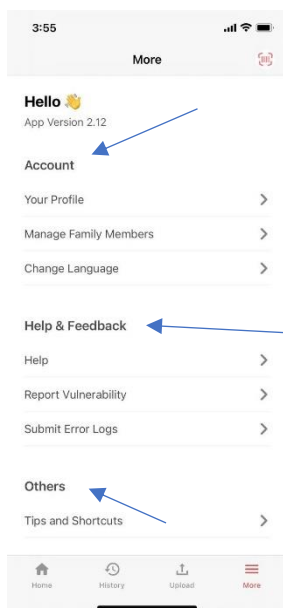 3:55
More
Hello 👋
App Version 2.12
Account
Your Profile
Manage Family Members
Change Language
Help & Feedback
Help
Report Vulnerability
Submit Error Logs
Others
Tips and Shortcuts
Home History Upload More